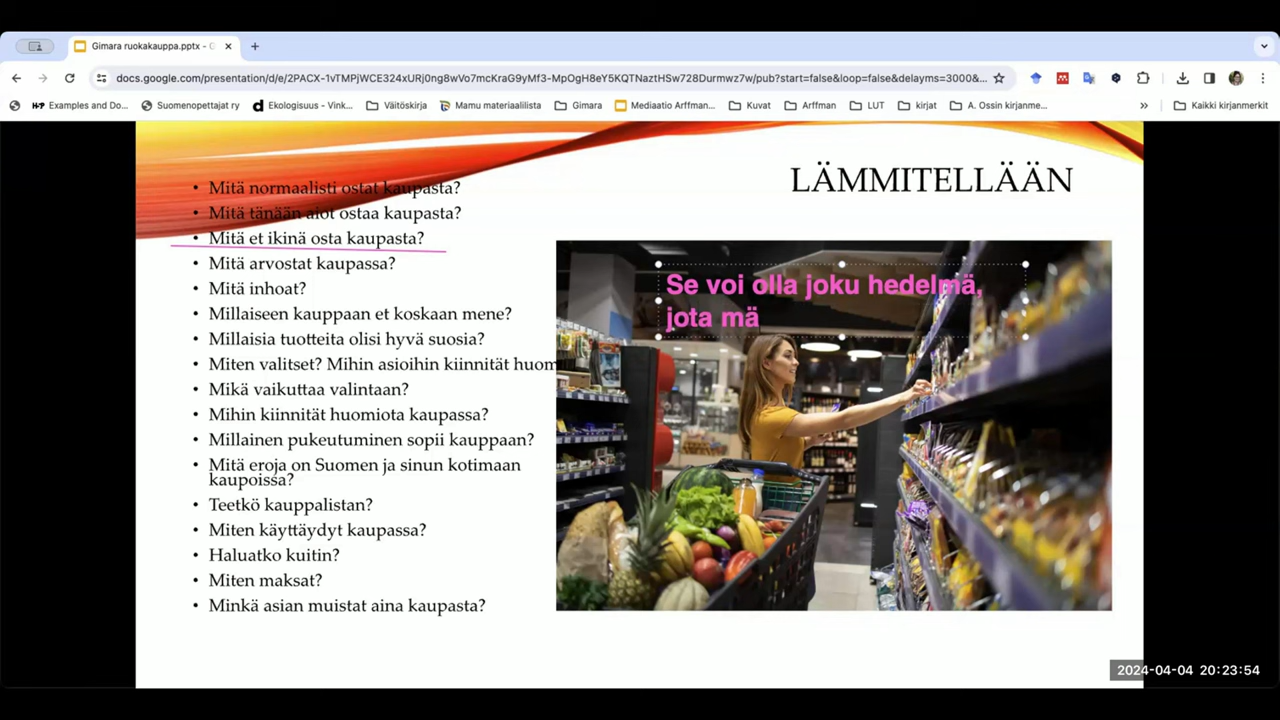 Gimara ruokakauppa.pptx - G
docs.google.com/presentation/d/e/2PACX-1vTMPjWCE324xURj0ng8wVo7mcKraG9yMf3-MpOgH8eY5KQTNaztHSw728Durmwz7w/pub?start=false&loop=false&delayms=3000&...
Examples and Do... Suomenopettajat ry Ekologisuus - Vink... Väitöskirja Mamu materiaalilista Gimara Mediaatio Arffman... Kuvat Arffman LUT kirjat A. Ossin kirjanme... » Kaikki kirjanmerkit
LÄMMITELLÄÄN
• Mitä normaalisti ostat kaupasta?
• Mitä tänään aiot ostaa kaupasta?
• Mitä et ikinä osta kaupasta?
• Mitä arvostat kaupassa?
• Mitä inhoat?
• Millaiseen kauppaan et koskaan mene?
• Millaisia tuotteita olisi hyvä suosia?
• Miten valitset? Mihin asioihin kiinnität huom
• Mikä vaikuttaa valintaan?
• Mihin kiinnität huomiota kaupassa?
• Millainen pukeutuminen sopii kauppaan?
• Mitä eroja on Suomen ja sinun kotimaan
kaupoissa?
• Teetkö kauppalistan?
• Miten käyttäydyt kaupassa?
• Haluatko kuitin?
• Miten maksat?
• Minkä asian muistat aina kaupasta?
Se voi olla joku hedelmä,
jota mä
2024-04-04 20:23:54